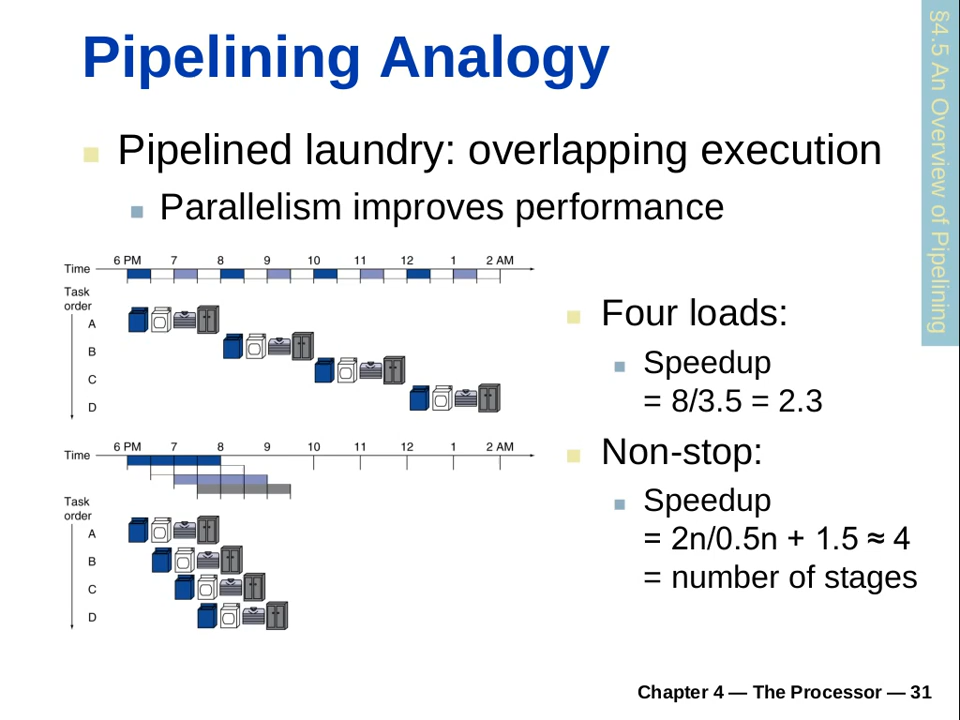 Pipelining Analogy
§4.5 An Overview of Pipelining
Pipelined laundry: overlapping execution
Parallelism improves performance
6 PM 7 8 9 10 11 12 1 2 AM
Time
Task
order
A
B
C
D
6 PM 7 8 9 10 11 12 1 2 AM
Time
Task
order
A
B
C
D
Four loads:
Speedup
= 8/3.5 = 2.3
Non-stop:
Speedup
= 2n/0.5n + 1.5 ≈ 4
= number of stages
Chapter 4 — The Processor — 31